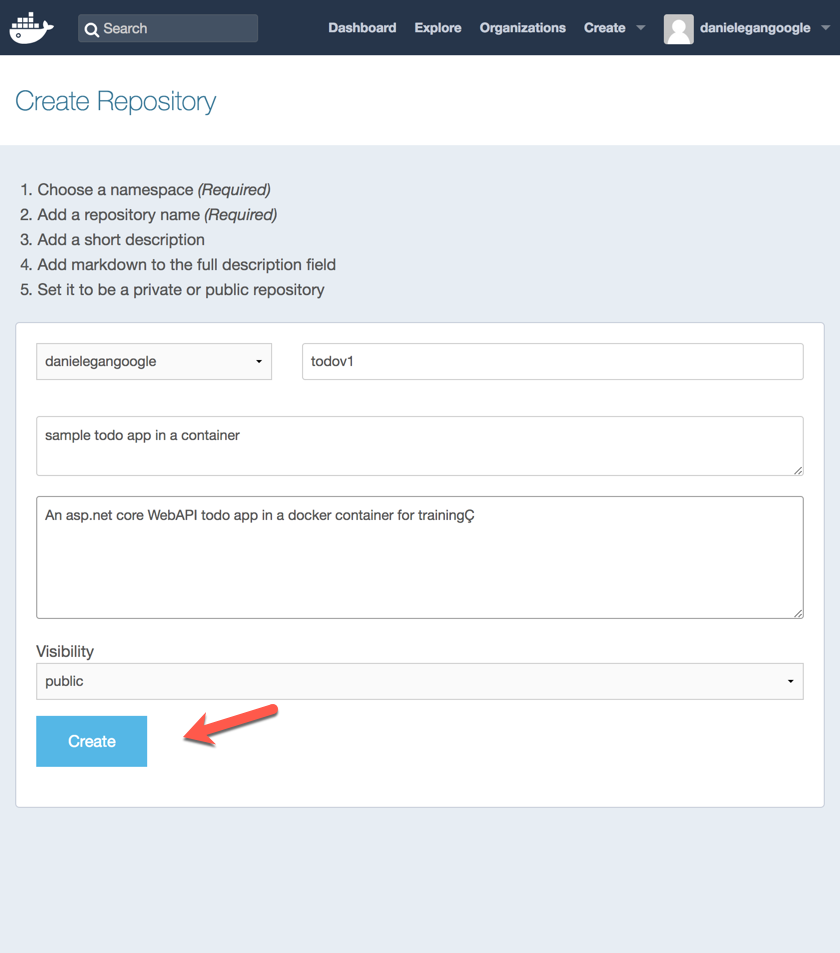 Search
Dashboard Explore Organizations Create danielegangoogle
Create Repository
1. Choose a namespace (Required)
2. Add a repository name (Required)
3. Add a short description
4. Add markdown to the full description field
5. Set it to be a private or public repository
danielegangoogle todov1
sample todo app in a container
An asp.net core WebAPI todo app in a docker container for trainingÇ
Visibility
public
Create